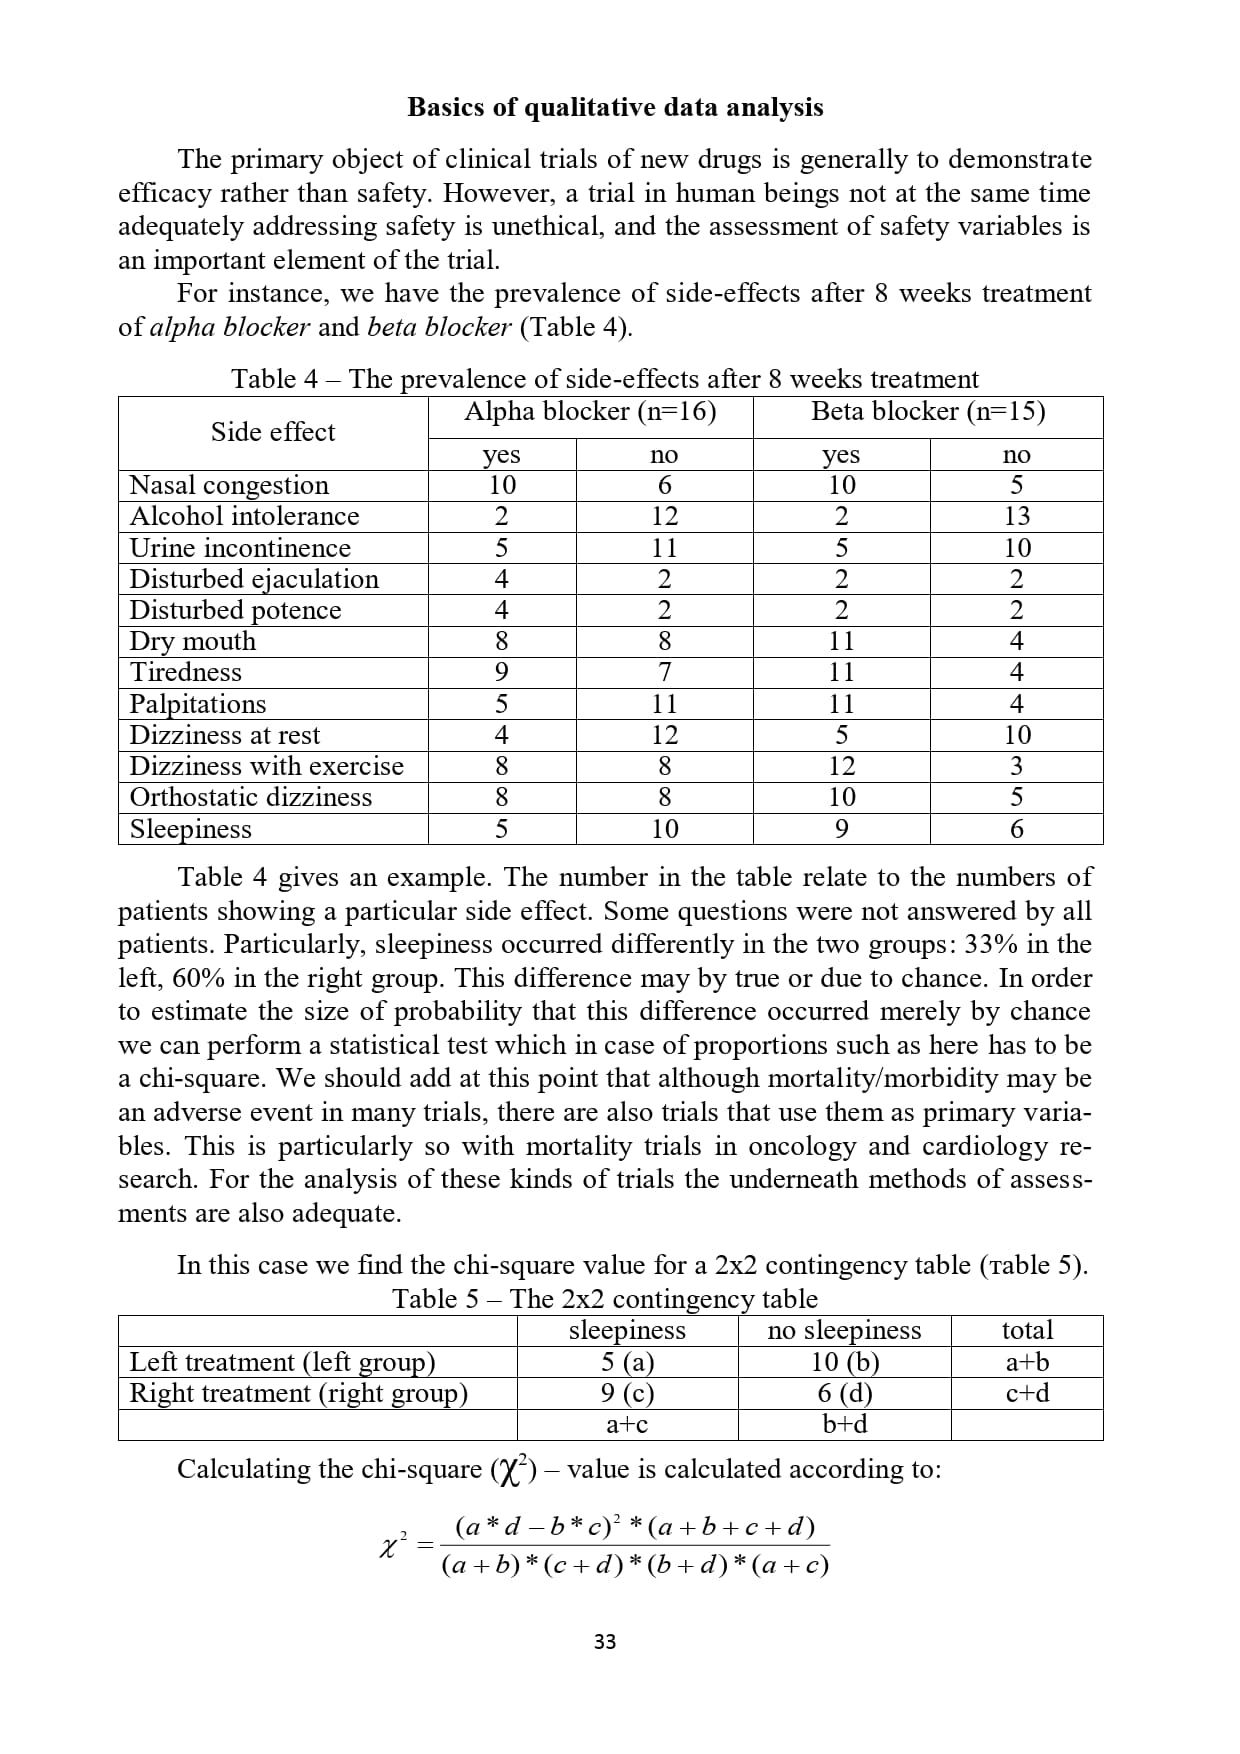 Basics of qualitative data analysis
The primary object of clinical trials of new drugs is generally to demonstrate
efficacy rather than safety. However, a trial in human beings not at the same time
adequately addressing safety is unethical, and the assessment of safety variables is
an important element of the trial.
For instance, we have the prevalence of side-effects after 8 weeks treatment
of alpha blocker and beta blocker (Table 4).
Table 4 – The prevalence of side-effects after 8 weeks treatment
Side effect Alpha blocker (n=16) Beta blocker (n=15)
yes no yes no
Nasal congestion 10 6 10 5
Alcohol intolerance 2 12 2 13
Urine incontinence 5 11 5 10
Disturbed ejaculation 4 2 2 2
Disturbed potence 4 2 2 2
Dry mouth 8 8 11 4
Tiredness 9 7 11 4
Palpitations 5 11 11 4
Dizziness at rest 4 12 5 10
Dizziness with exercise 8 8 12 3
Orthostatic dizziness 8 8 10 5
Sleepiness 5 10 9 6
Table 4 gives an example. The number in the table relate to the numbers of
patients showing a particular side effect. Some questions were not answered by all
patients. Particularly, sleepiness occurred differently in the two groups: 33% in the
left, 60% in the right group. This difference may by true or due to chance. In order
to estimate the size of probability that this difference occurred merely by chance
we can perform a statistical test which in case of proportions such as here has to be
a chi-square. We should add at this point that although mortality/morbidity may be
an adverse event in many trials, there are also trials that use them as primary varia-
bles. This is particularly so with mortality trials in oncology and cardiology re-
search. For the analysis of these kinds of trials the underneath methods of assess-
ments are also adequate.
In this case we find the chi-square value for a 2x2 contingency table (тable 5).
Table 5 – The 2x2 contingency table
sleepiness no sleepiness total
Left treatment (left group) 5 (a) 10 (b) a+b
Right treatment (right group) 9 (c) 6 (d) c+d
a+c b+d
Calculating the chi-square (χ²) – value is calculated according to:
χ² = (a * d – b * c)² * (a + b + c + d)
(a + b) * (c + d) * (b + d) * (a + c)
33